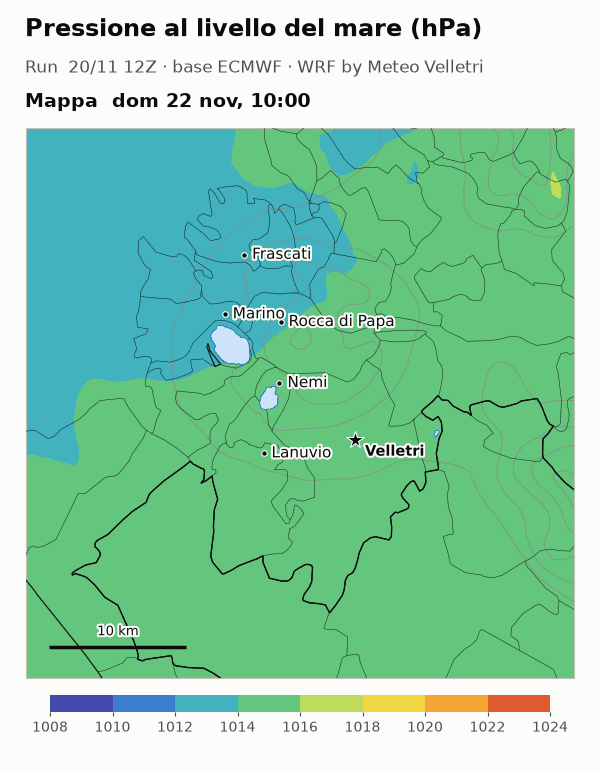 Pressione al livello del mare (hPa)
Run  20/11 12Z · base ECMWF · WRF by Meteo Velletri
Mappa  dom 22 nov, 10:00
Frascati
Marino
Rocca di Papa
Nemi
Velletri
Lanuvio
10 km
1008 1010 1012 1014 1016 1018 1020 1022 1024